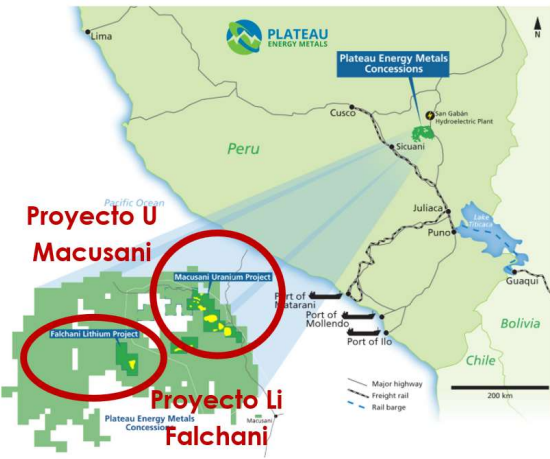 PLATEAU
ENERGY METALS
N
Lima
Plateau Energy Metals
Concessions
San Gabán
Hydroelectric Plant
Cusco
Sicuani
Peru
Pacific Ocean
Juliaca
Lake
Titicaca
Puno
Proyecto U
Macusani
Macusani Uranium Project
Guaqui
Port of
Matarani
Port of
Mollendo
Port of Ilo
Bolivia
Falchani Lithium Project
Chile
Proyecto Li
Falchani
Major highway
Freight rail
Rail barge
200 km
Plateau Energy Metals
Concessions
Macusani